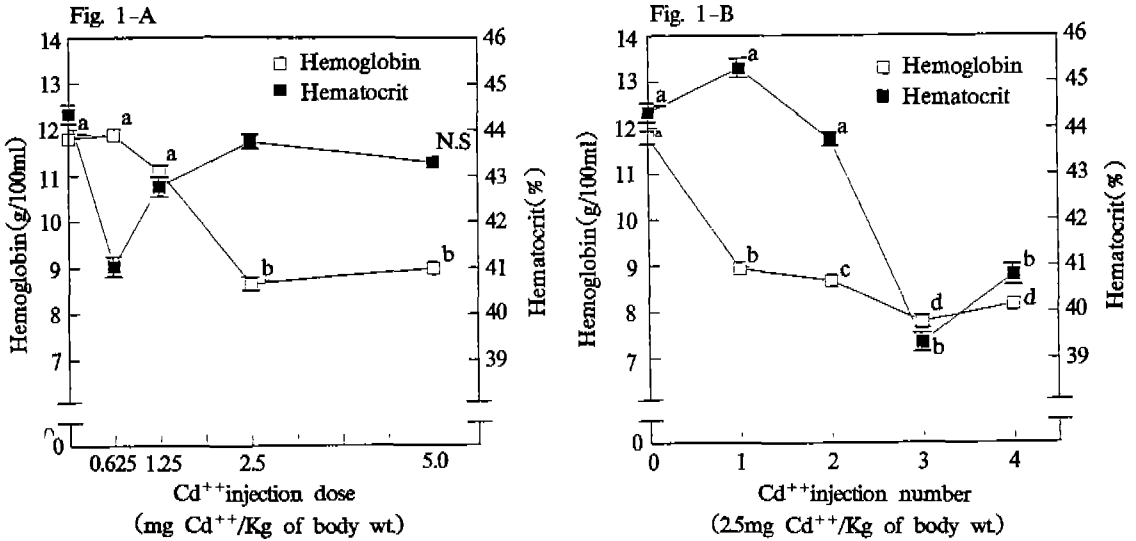 Fig. 1-A
14
13
12
11
10
9
8
7
0
Hemoglobin(g/100ml)
46
45
44
43
42
41
40
39
Hematocrit(%)
□ Hemoglobin
■ Hematocrit
a
a
a
b
b
N.S
0.625 1.25 2.5 5.0
Cd++injection dose
(mg Cd++/Kg of body wt.)
Fig. 1-B
14
13
12
11
10
9
8
7
0
Hemoglobin(g/100ml)
46
45
44
43
42
41
40
39
Hematocrit(%)
□ Hemoglobin
■ Hematocrit
a
a
a
a
b
c
d
b
b
d
0 1 2 3 4
Cd++injection number
(2.5mg Cd++/Kg of body wt.)